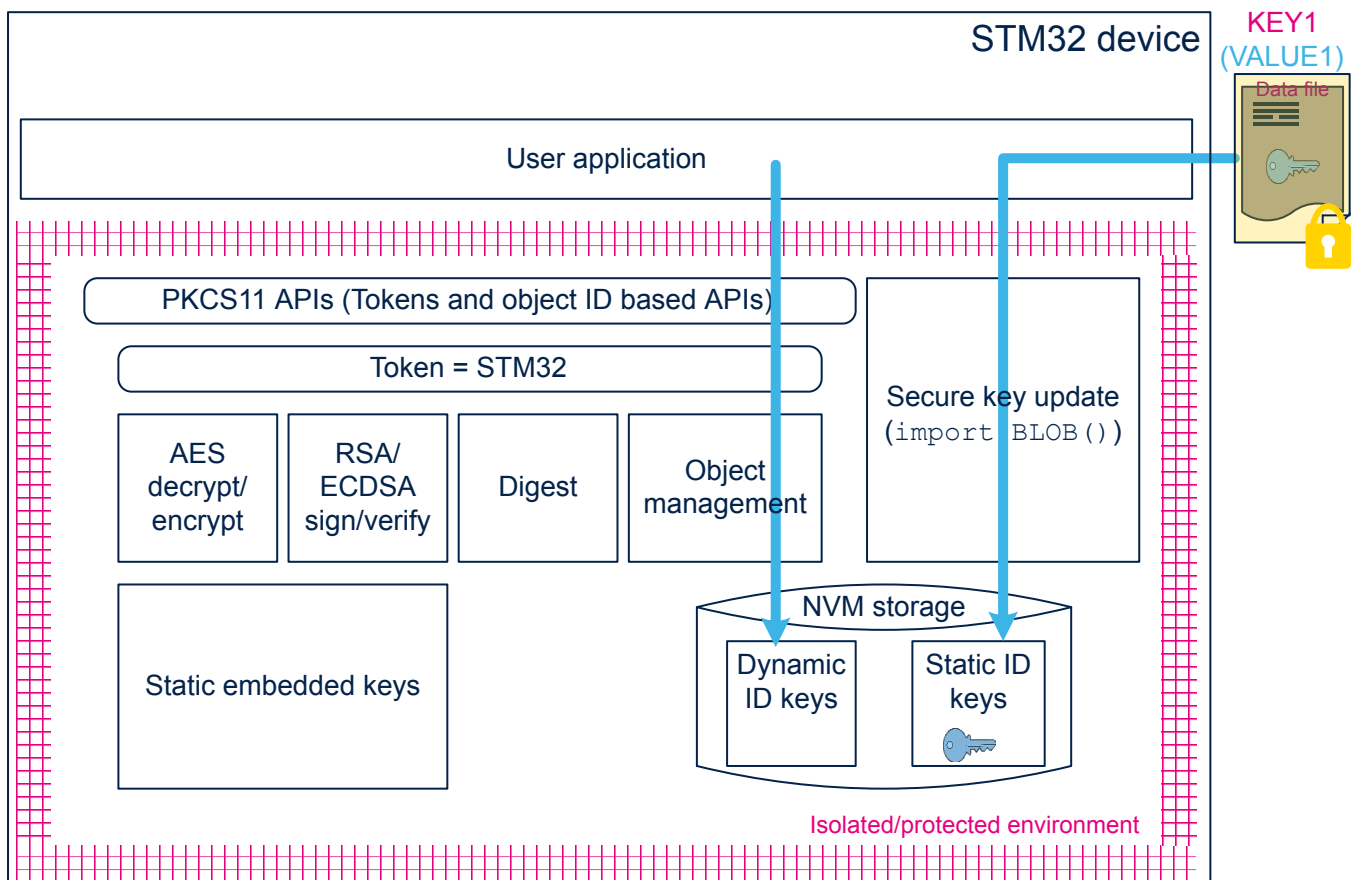 STM32 device
KEY1
(VALUE1)
Data file
User application
PKCS11 APIs (Tokens and object ID based APIs)
Token = STM32
Secure key update
(import BLOB())
AES
decrypt/
encrypt
RSA/
ECDSA
sign/verify
Digest
Object
management
Static embedded keys
NVM storage
Dynamic
ID keys
Static ID
keys
Isolated/protected environment